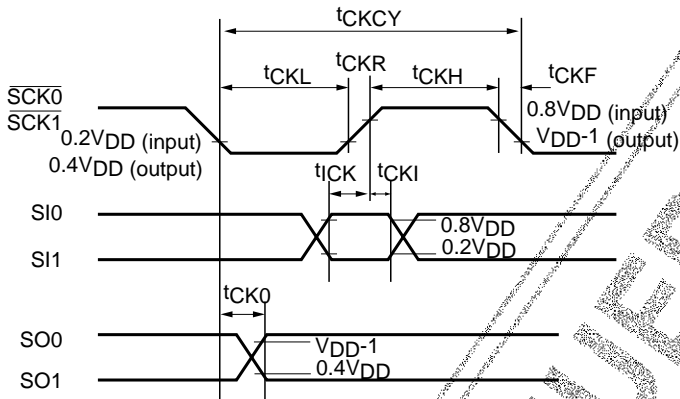 tCKCY
tCKR
tCKL
tCKH
tCKF
SCK0
SCK1
0.8VDD (input)
VDD-1 (output)
0.2VDD (input)
0.4VDD (output)
tICK
tCKI
SI0
SI1
0.8VDD
0.2VDD
tCK0
SO0
SO1
VDD-1
0.4VDD